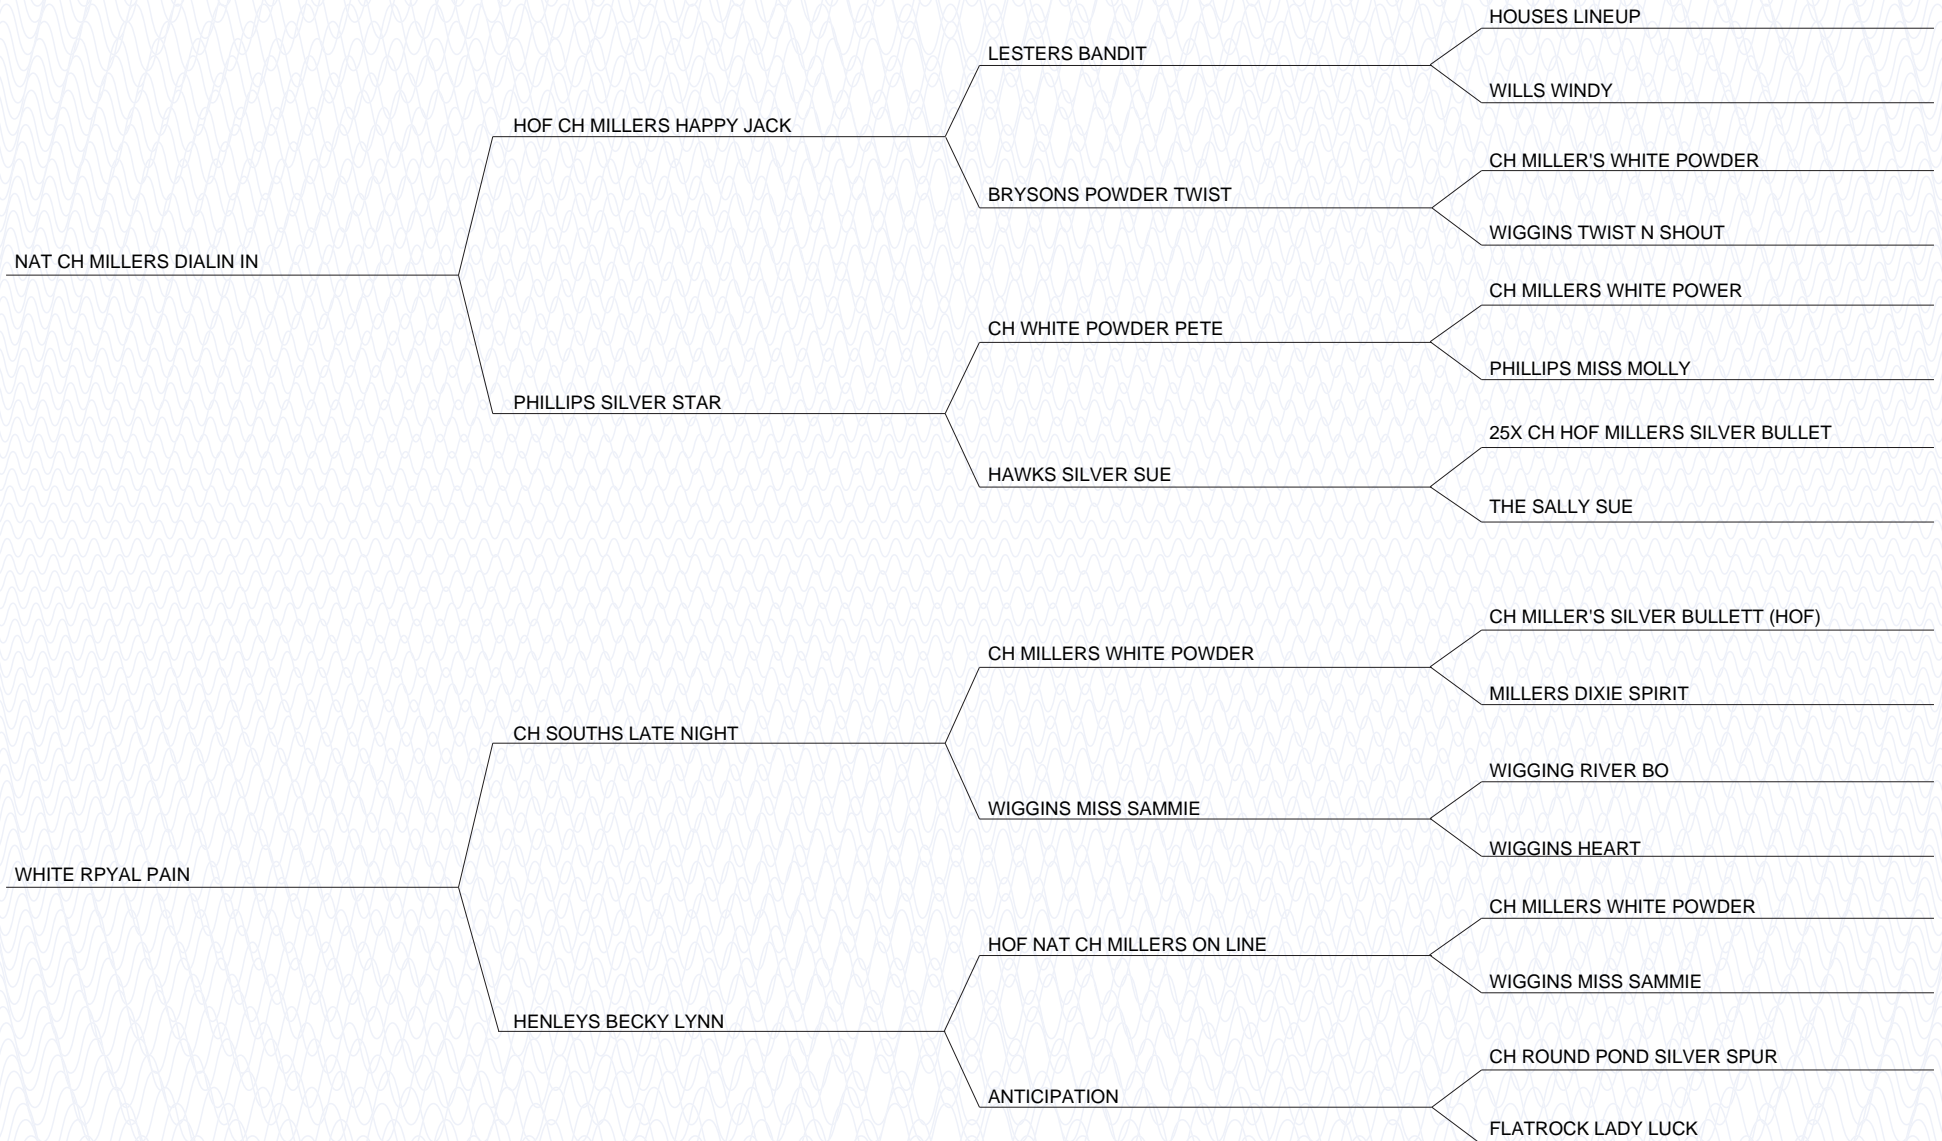 HOUSES LINEUP
LESTERS BANDIT
WILLS WINDY
HOF CH MILLERS HAPPY JACK
CH MILLER'S WHITE POWDER
BRYSONS POWDER TWIST
WIGGINS TWIST N SHOUT
NAT CH MILLERS DIALIN IN
CH MILLERS WHITE POWER
CH WHITE POWDER PETE
PHILLIPS MISS MOLLY
PHILLIPS SILVER STAR
25X CH HOF MILLERS SILVER BULLET
HAWKS SILVER SUE
THE SALLY SUE
CH MILLER'S SILVER BULLETT (HOF)
CH MILLERS WHITE POWDER
MILLERS DIXIE SPIRIT
CH SOUTHS LATE NIGHT
WIGGING RIVER BO
WIGGINS MISS SAMMIE
WIGGINS HEART
WHITE RPYAL PAIN
CH MILLERS WHITE POWDER
HOF NAT CH MILLERS ON LINE
WIGGINS MISS SAMMIE
HENLEYS BECKY LYNN
CH ROUND POND SILVER SPUR
ANTICIPATION
FLATROCK LADY LUCK